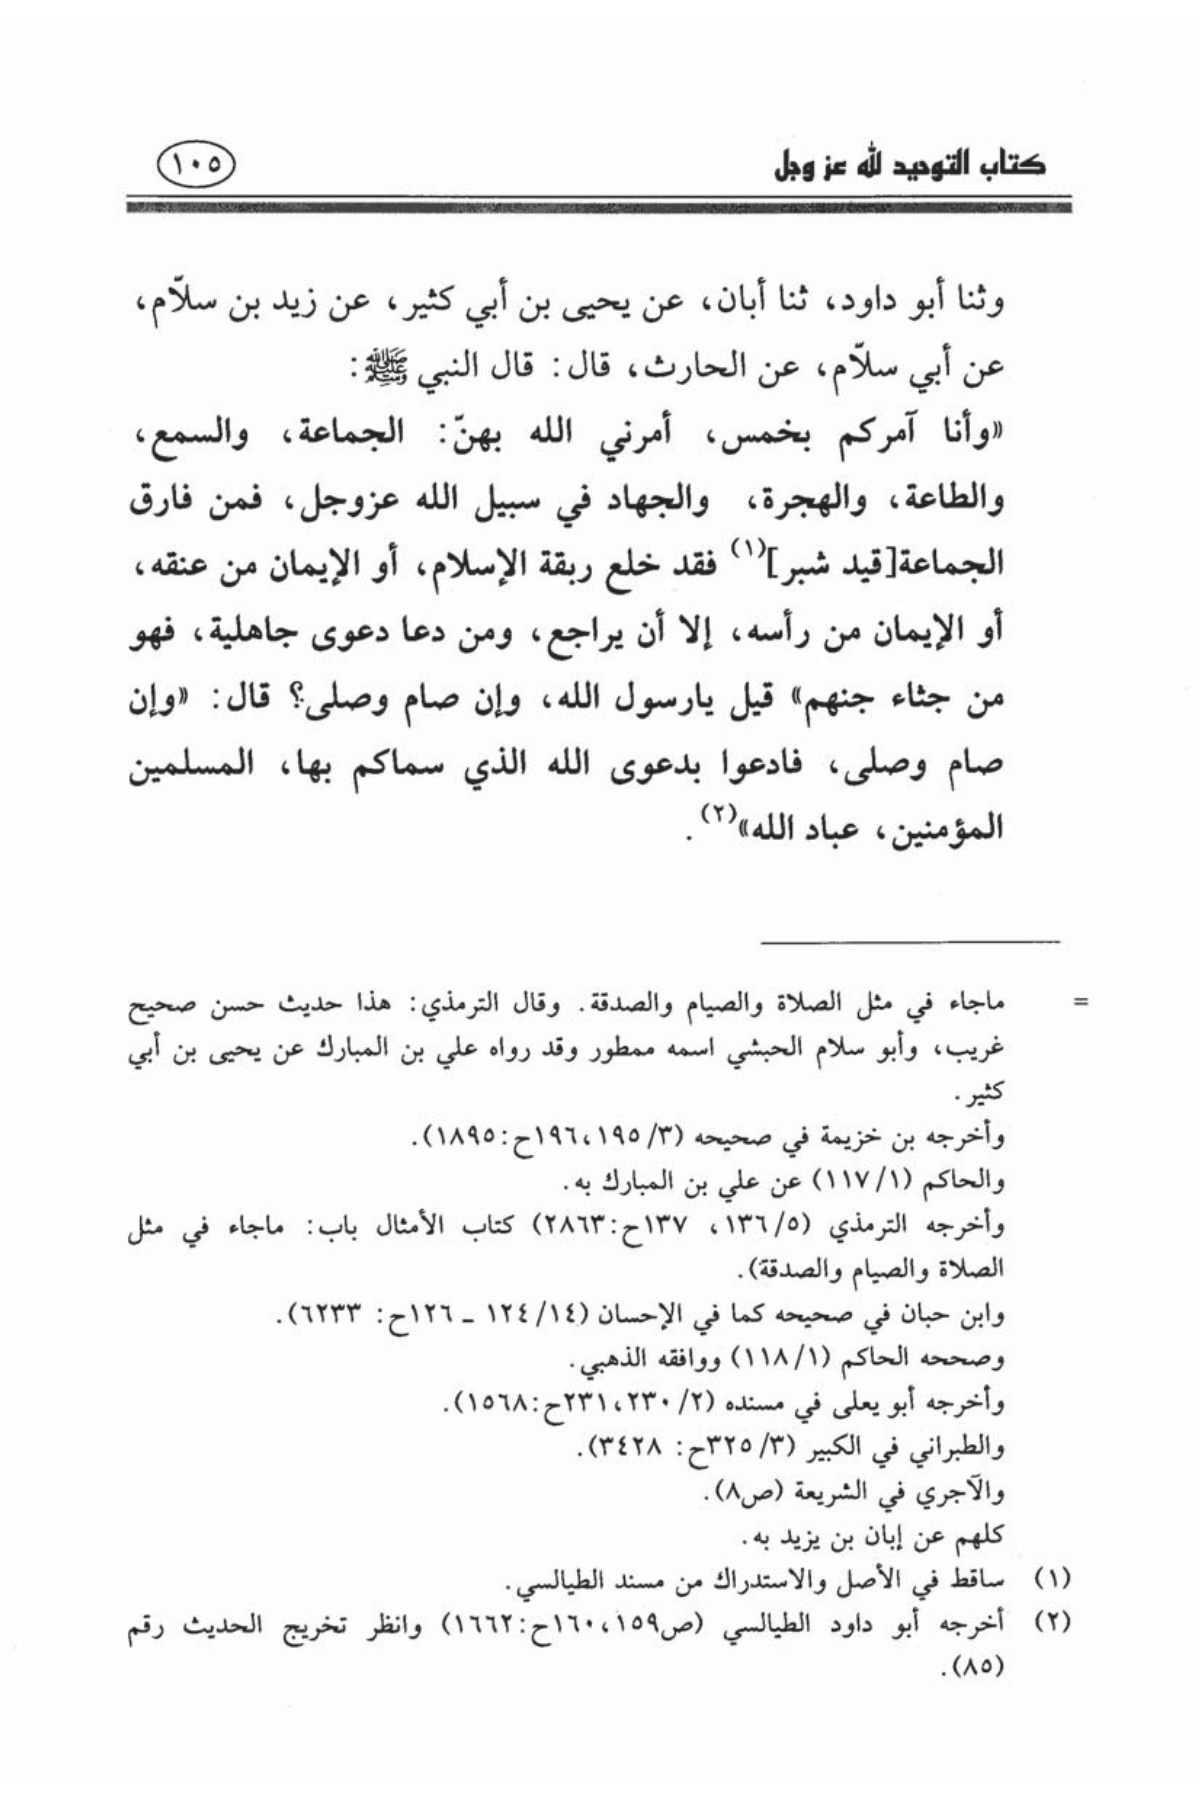 كتاب التوحيد لله عز وجل
١٠٥
وثنا أبو داود، ثنا أبان، عن يحيى بن أبي كثير، عن زيد بن سلاّم،
عن أبي سلاّم، عن الحارث، قال: قال النبي ﷺ:
«وأنا آمركم بخمس، أمرني الله بهنّ: الجماعة، والسمع،
والطاعة، والهجرة، والجهاد في سبيل الله عزوجل، فمن فارق
الجماعة[قيد شبر](١) فقد خلع ربقة الإسلام، أو الإيمان من عنقه،
أو الإيمان من رأسه، إلا أن يراجع، ومن دعا دعوى جاهلية، فهو
من جثاء جنهم» قيل يارسول الله، وإن صام وصلى؟ قال: «وإن
صام وصلى، فادعوا بدعوى الله الذي سماكم بها، المسلمين
المؤمنين، عباد الله»(٢).
= ماجاء في مثل الصلاة والصيام والصدقة. وقال الترمذي: هذا حديث حسن صحيح
غريب، وأبو سلام الحبشي اسمه ممطور وقد رواه علي بن المبارك عن يحيى بن أبي
كثير.
وأخرجه بن خزيمة في صحيحه (٣/ ١٩٥،١٩٦ح:١٨٩٥).
والحاكم (١/ ١١٧) عن علي بن المبارك به.
وأخرجه الترمذي (٥/ ١٣٦، ١٣٧ح:٢٨٦٣) كتاب الأمثال باب: ماجاء في مثل
الصلاة والصيام والصدقة).
وابن حبان في صحيحه كما في الإحسان (١٤/ ١٢٤ - ١٢٦ح: ٦٢٣٣).
وصححه الحاكم (١/ ١١٨) ووافقه الذهبي.
وأخرجه أبو يعلى في مسنده (٢/ ٢٣٠،٢٣١ح:١٥٦٨).
والطبراني في الكبير (٣/ ٣٢٥ح: ٣٤٢٨).
والآجري في الشريعة (ص٨).
كلهم عن إبان بن يزيد به.
(١) ساقط في الأصل والاستدراك من مسند الطيالسي.
(٢) أخرجه أبو داود الطيالسي (ص١٥٩،١٦٠ح:١٦٦٢) وانظر تخريج الحديث رقم
(٨٥).